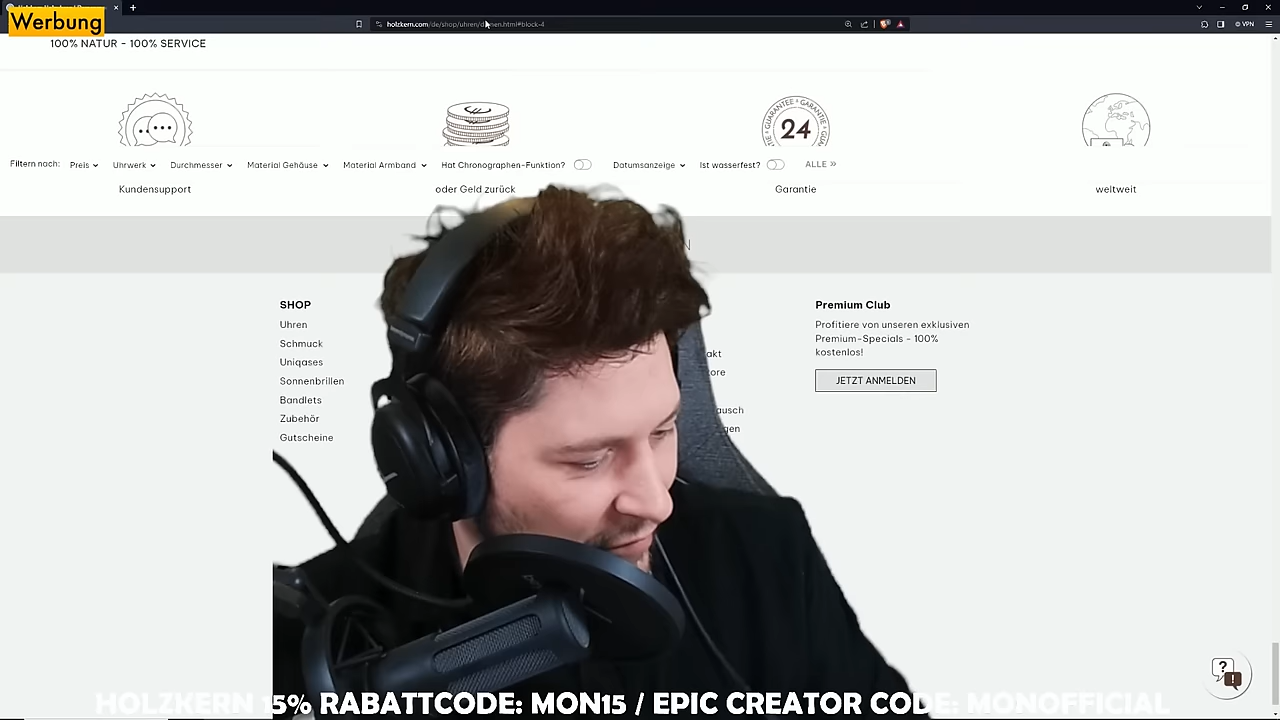 Werbung
holzkern.com/de/shop/uhren/damen.html#block-4
VPN
100% NATUR - 100% SERVICE
GUARANTEE
24
Filtern nach: Preis Uhrwerk Durchmesser Material Gehäuse Material Armband Hat Chronographen-Funktion? Datumsanzeige Ist wasserfest? ALLE »
Kundensupport oder Geld zurück Garantie weltweit
SHOP
Uhren
Schmuck
Uniqases
Sonnenbrillen
Bandlets
Zubehör
Gutscheine
Premium Club
Profitiere von unseren exklusiven
Premium-Specials - 100%
kostenlos!
JETZT ANMELDEN
HOLZKERN 15% RABATTCODE: MON15 / EPIC CREATOR CODE: MONOFFICIAL